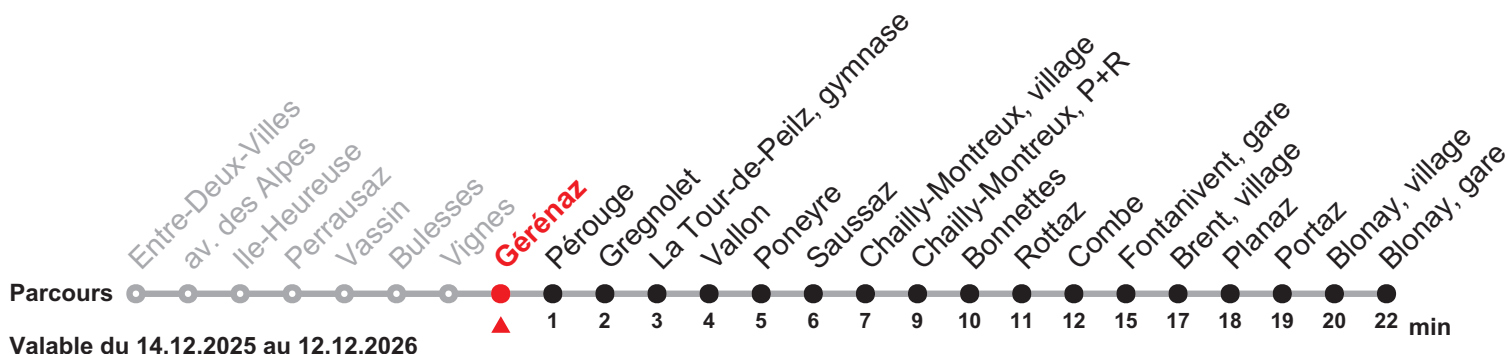 Entre-Deux-Villes
av. des Alpes
Ile-Heureuse
Perrausaz
Vassin
Bulesses
Vignes
Gérénaz
Pérouge
Gregnolet
La Tour-de-Peilz, gymnase
Vallon
Poneyre
Saussaz
Chailly-Montreux, village
Chailly-Montreux, P+R
Bonnettes
Rottaz
Combe
Fontanivent, gare
Brent, village
Planaz
Portaz
Blonay, village
Blonay, gare
Parcours
1 2 3 4 5 6 7 9 10 11 12 15 17 18 19 20 22 min
Valable du 14.12.2025 au 12.12.2026